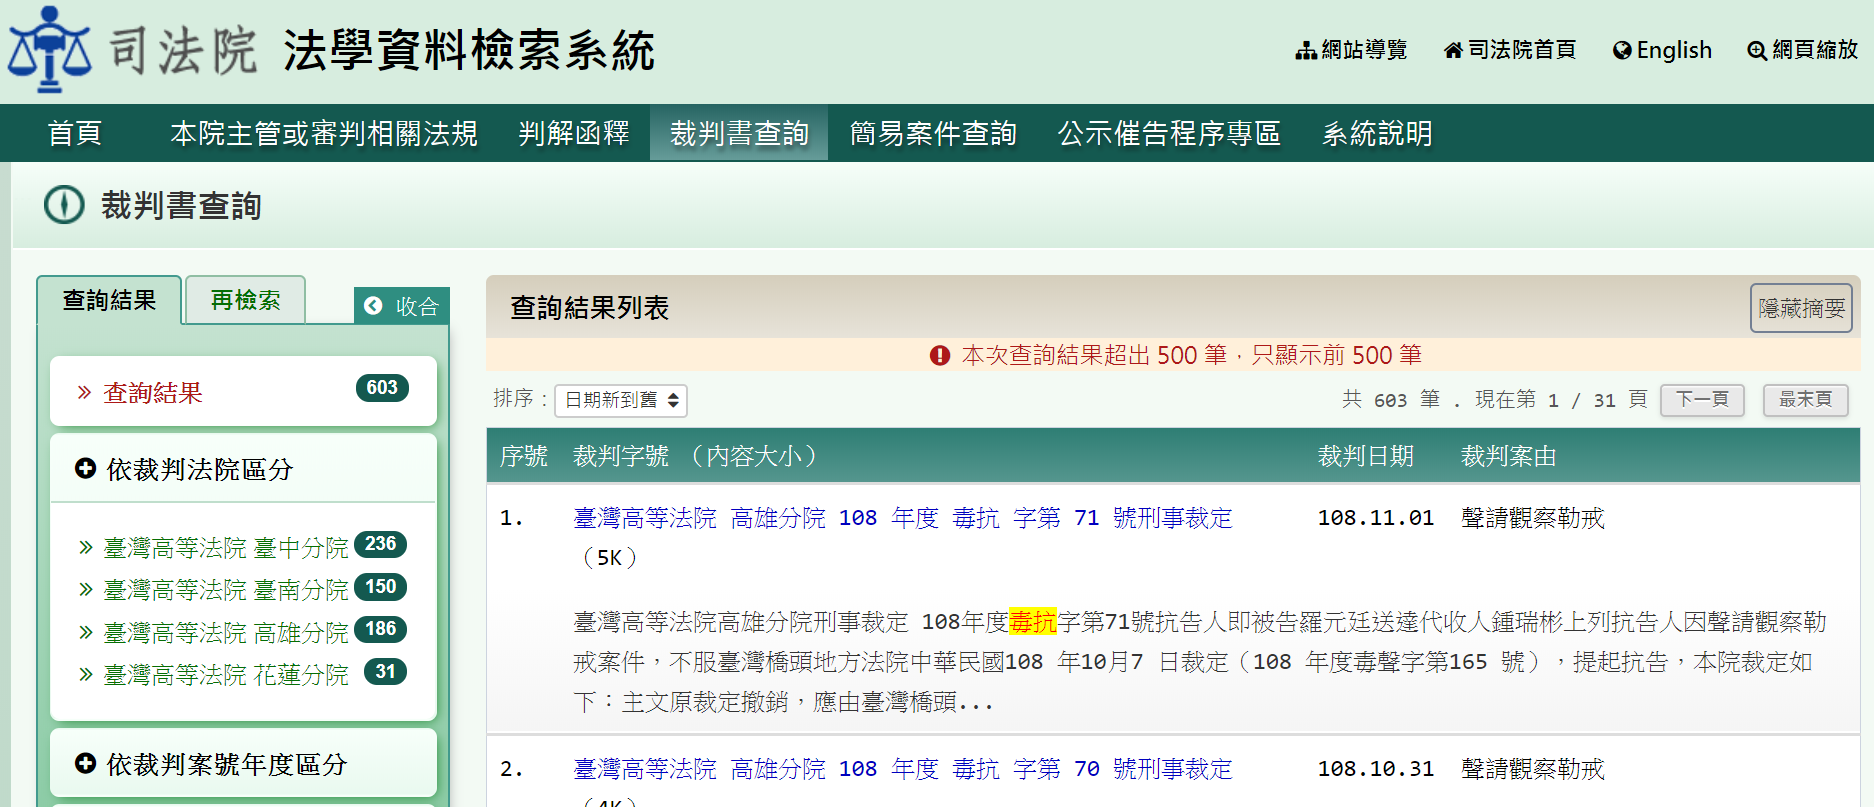 司法院 法學資料檢索系統
網站導覽 司法院首頁 English 網頁縮放
首頁 本院主管或審判相關法規 判解函釋 裁判書查詢 簡易案件查詢 公示催告程序專區 系統說明
裁判書查詢
查詢結果 再檢索 收合
查詢結果 603
依裁判法院區分
臺灣高等法院 臺中分院 236
臺灣高等法院 臺南分院 150
臺灣高等法院 高雄分院 186
臺灣高等法院 花蓮分院 31
依裁判案號年度區分
查詢結果列表 隱藏摘要
本次查詢結果超出 500 筆，只顯示前 500 筆
排序：日期新到舊 共 603 筆 . 現在第 1 / 31 頁 下一頁 最末頁
序號 裁判字號 （內容大小） 裁判日期 裁判案由
1. 臺灣高等法院 高雄分院 108 年度 毒抗 字第 71 號刑事裁定 108.11.01 聲請觀察勒戒
（5K）
臺灣高等法院高雄分院刑事裁定 108年度毒抗字第71號抗告人即被告羅元廷送達代收人鍾瑞彬上列抗告人因聲請觀察勒
戒案件，不服臺灣橋頭地方法院中華民國108 年10月7 日裁定（108 年度毒聲字第165 號），提起抗告，本院裁定如
下：主文原裁定撤銷，應由臺灣橋頭...
2. 臺灣高等法院 高雄分院 108 年度 毒抗 字第 70 號刑事裁定 108.10.31 聲請觀察勒戒
（4K）